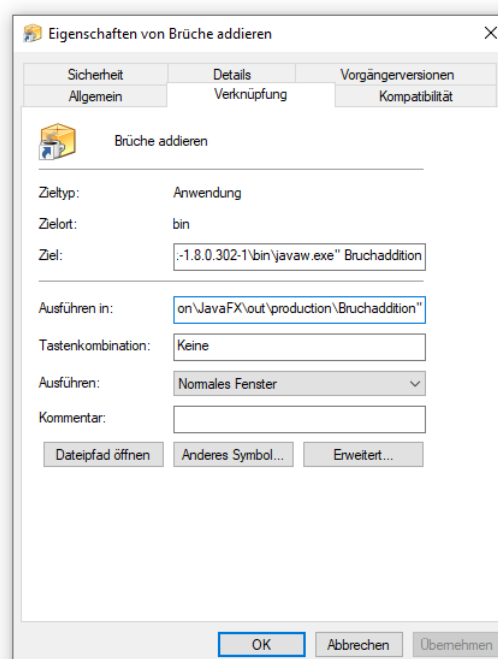 Eigenschaften von Brüche addieren
Sicherheit Details Vorgängerversionen
Allgemein Verknüpfung Kompatibilität
Brüche addieren
Zieltyp: Anwendung
Zielort: bin
Ziel: :-1.8.0.302-1\bin\javaw.exe" Bruchaddition
Ausführen in: on\JavaFX\out\production\Bruchaddition"
Tastenkombination: Keine
Ausführen: Normales Fenster
Kommentar:
Dateipfad öffnen Anderes Symbol... Erweitert...
OK Abbrechen Übernehmen